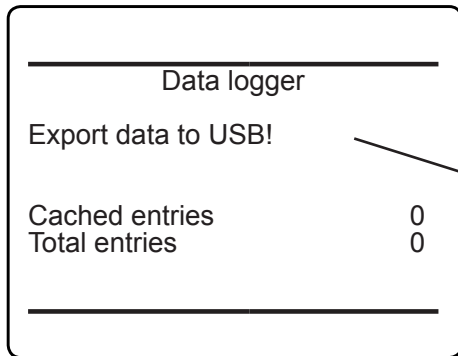 Data logger
Export data to USB!
Cached entries 0
Total entries 0